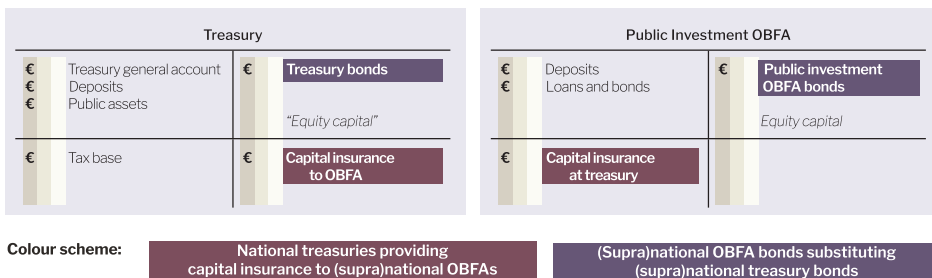 Treasury
€ Treasury general account
€ Deposits
€ Public assets
€ Treasury bonds
“Equity capital”
€ Tax base
€ Capital insurance
to OBFA
Public Investment OBFA
€ Deposits
€ Loans and bonds
€ Public investment
OBFA bonds
Equity capital
€ Capital insurance
at treasury
Colour scheme:
National treasuries providing
capital insurance to (supra)national OBFAs
(Supra)national OBFA bonds substituting
(supra)national treasury bonds